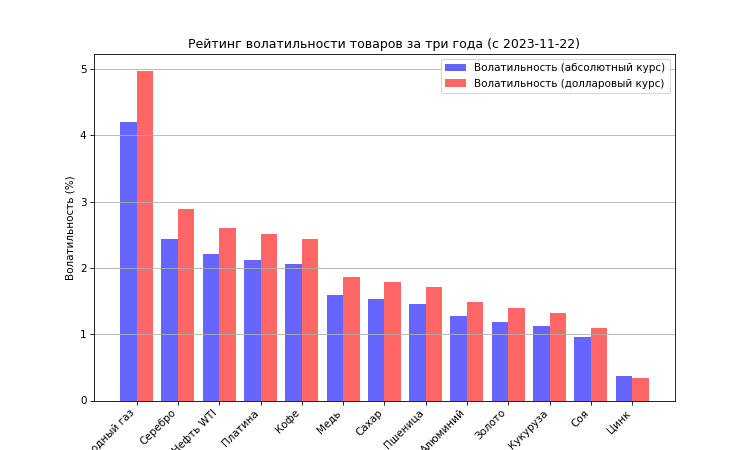 Рейтинг волатильности товаров за три года (с 2023-11-22)
Волатильность (абсолютный курс)
Волатильность (долларовый курс)
Волатильность (%)
5
4
3
2
1
0
одный газ
Серебро
Нефть WTI
Платина
Кофе
Медь
Сахар
Пшеница
Алюминий
Золото
Кукуруза
Соя
Цинк